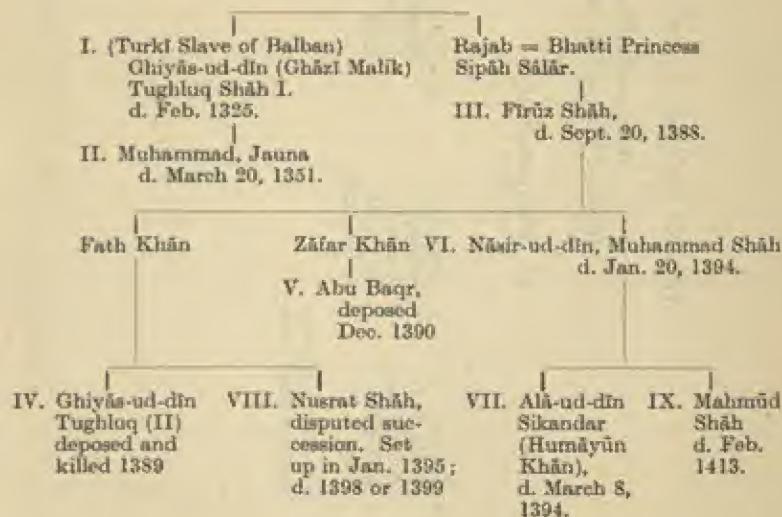 I. (Turkī Slave of Balban)
Ghiyās-ud-dīn (Ghāzī Malik)
Tughluq Shāh I.
d. Feb. 1325.
Rajab = Bhatti Princess
Sipāh Sālār.
III. Fīrūz Shāh,
d. Sept. 20, 1388.
II. Muhammad, Jauna
d. March 20, 1351.
Fath Khān
Zāfar Khān
VI. Nāsir-ud-dīn, Muhammad Shāh
d. Jan. 20, 1394.
V. Abu Baqr,
deposed
Dec. 1390
IV. Ghiyās-ud-dīn
Tughluq (II)
deposed and
killed 1389
VIII. Nusrat Shāh,
disputed suc-
cession. Set
up in Jan. 1395;
d. 1398 or 1399
VII. Alā-ud-dīn
Sikandar
(Humāyūn
Khān),
d. March 8,
1394.
IX. Mahmūd
Shāh
d. Feb.
1413.